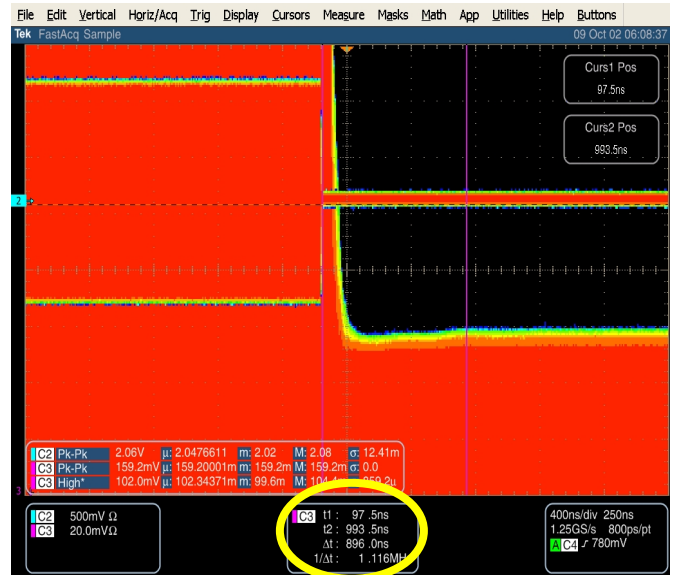 File Edit Vertical Horiz/Acq Trig Display Cursors Measure Masks Math App Utilities Help Buttons
Tek FastAcq Sample 09 Oct 02 06:08:37
Curs1 Pos
97.5ns
Curs2 Pos
993.5ns
2
C2 Pk-Pk 2.06V µ: 2.0476611 m: 2.02 M: 2.08 σ: 12.41m
C3 Pk-Pk 159.2mV µ: 159.20001m m: 159.2m M: 159.2m σ: 0.0
C3 High* 102.0mV µ: 102.34371m m: 99.6m M:
3
C2 500mV Ω
C3 20.0mVΩ
C3 t1 : 97 .5ns
t2 : 993 .5ns
Δt : 896 .0ns
1/Δt : 1 .116MH
400ns/div 250ns
1.25GS/s 800ps/pt
A C4 780mV